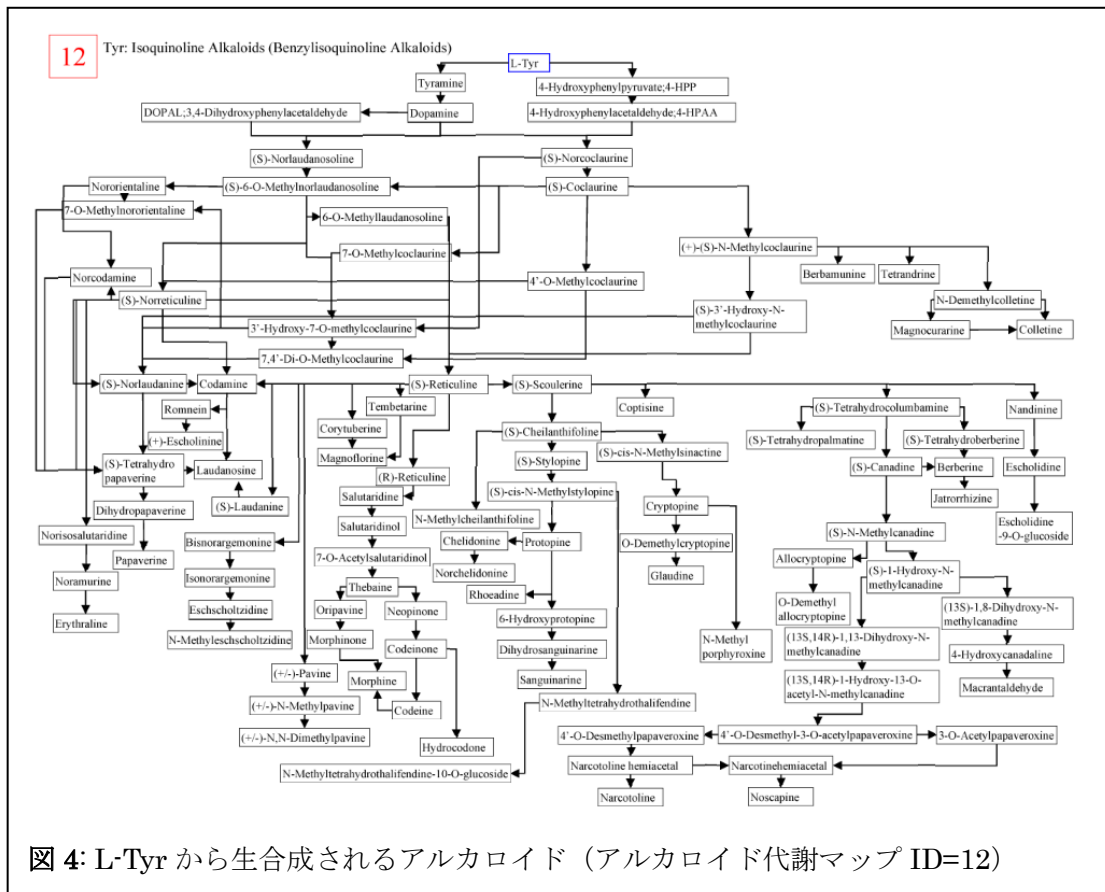 12
Tyr: Isoquinoline Alkaloids (Benzylisoquinoline Alkaloids)
L-Tyr
Tyramine
4-Hydroxyphenylpyruvate;4-HPP
DOPAL;3,4-Dihydroxyphenylacetaldehyde
Dopamine
4-Hydroxyphenylacetaldehyde;4-HPAA
(S)-Norlaudanosoline
(S)-Norcoclaurine
Nororientaline
(S)-6-O-Methylnorlaudanosoline
(S)-Coclaurine
7-O-Methylnororientaline
6-O-Methyllaudanosoline
7-O-Methylcoclaurine
(+)-(S)-N-Methylcoclaurine
Norcodamine
4'-O-Methylcoclaurine
Berbamunine
Tetrandrine
(S)-Norreticuline
N-Demethylcolletine
(S)-3'-Hydroxy-N-
methylcoclaurine
3'-Hydroxy-7-O-methylcoclaurine
Magnocurarine
Colletine
7,4'-Di-O-Methylcoclaurine
(S)-Norlaudanine
Codamine
(S)-Reticuline
(S)-Scoulerine
Romnein
Tembetarine
Coptisine
(S)-Tetrahydrocolumbamine
Nandinine
Corytuberine
(+)-Escholinine
(S)-Cheilanthifoline
(S)-Tetrahydropalmatine
(S)-Tetrahydroberberine
Magnoflorine
(S)-cis-N-Methylsinactine
(S)-Tetrahydro
papaverine
Laudanosine
(S)-Stylopine
(S)-Canadine
Berberine
Escholidine
(R)-Reticuline
(S)-cis-N-Methylstylopine
Jatrorrhizine
Salutaridine
(S)-Laudanine
Dihydropapaverine
Cryptopine
N-Methylcheilanthifoline
Escholidine
-9-O-glucoside
Salutaridinol
(S)-N-Methylcanadine
Norisosalutaridine
Bisnorargemonine
Chelidonine
Protopine
O-Demethylcryptopine
Papaverine
7-O-Acetylsalutaridinol
Allocryptopine
(S)-1-Hydroxy-N-
methylcanadine
Norchelidonine
Glaudine
Noramurine
Isonorargemonine
Thebaine
Rhoeadine
O-Demethyl
allocryptopine
(13S)-1,8-Dihydroxy-N-
methylcanadine
Oripavine
Neopinone
Eschscholtzidine
Erythraline
6-Hydroxyprotopine
N-Methyleschscholtzidine
Morphinone
Codeinone
Dihydrosanguinarine
N-Methyl
porphyroxine
(13S,14R)-1,13-Dihydroxy-N-
methylcanadine
4-Hydroxycanadaline
(+/-)-Pavine
Morphine
Sanguinarine
(13S,14R)-1-Hydroxy-13-O-
acetyl-N-methylcanadine
Macrantaldehyde
(+/-)-N-Methylpavine
Codeine
N-Methyltetrahydrothalifendine
(+/-)-N,N-Dimethylpavine
Hydrocodone
4'-O-Desmethylpapaveroxine
4'-O-Desmethyl-3-O-acetylpapaveroxine
3-O-Acetylpapaveroxine
N-Methyltetrahydrothalifendine-10-O-glucoside
Narcotoline hemiacetal
Narcotinehemiacetal
Narcotoline
Noscapine
図 4: L-Tyr から生合成されるアルカロイド（アルカロイド代謝マップ ID=12）